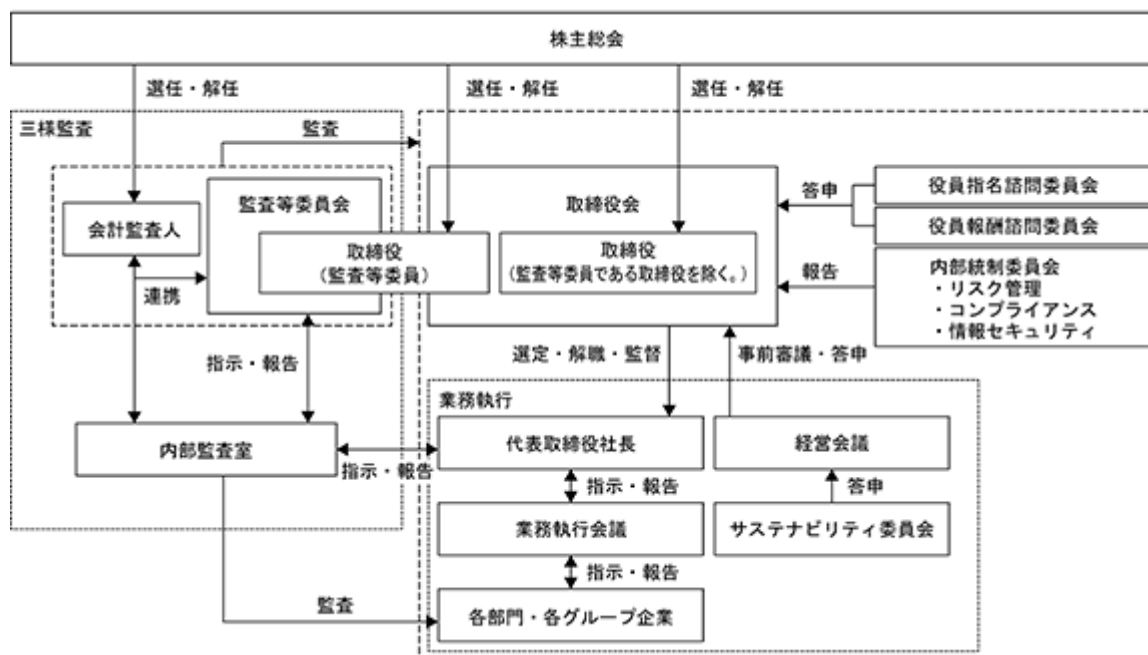 株主総会
選任・解任
選任・解任
選任・解任
三様監査
監査
会計監査人
監査等委員会
取締役
(監査等委員)
連携
取締役会
取締役
(監査等委員である取締役を除く。)
答申
役員指名諮問委員会
役員報酬諮問委員会
報告
内部統制委員会
・リスク管理
・コンプライアンス
・情報セキュリティ
指示・報告
選定・解職・監督
事前審議・答申
業務執行
内部監査室
指示・報告
代表取締役社長
経営会議
指示・報告
答申
業務執行会議
サステナビリティ委員会
指示・報告
監査
各部門・各グループ企業